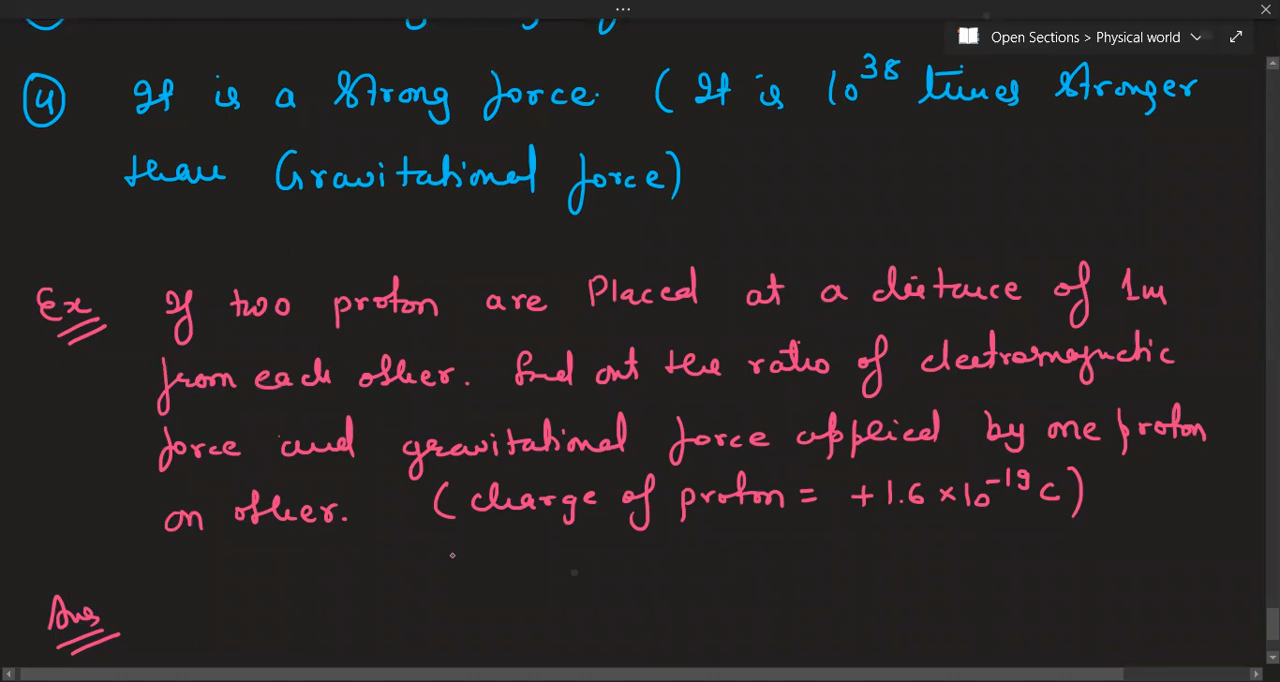 Open Sections > Physical world
④ It is a Strong force. (It is 10³⁸ times stronger
than Gravitational force)
Ex If two proton are Placed at a distance of 1m
from each other. find out the ratio of electromagnetic
force and gravitational force applied by one proton
on other. (charge of proton = +1.6 × 10⁻¹⁹ C)
Ans